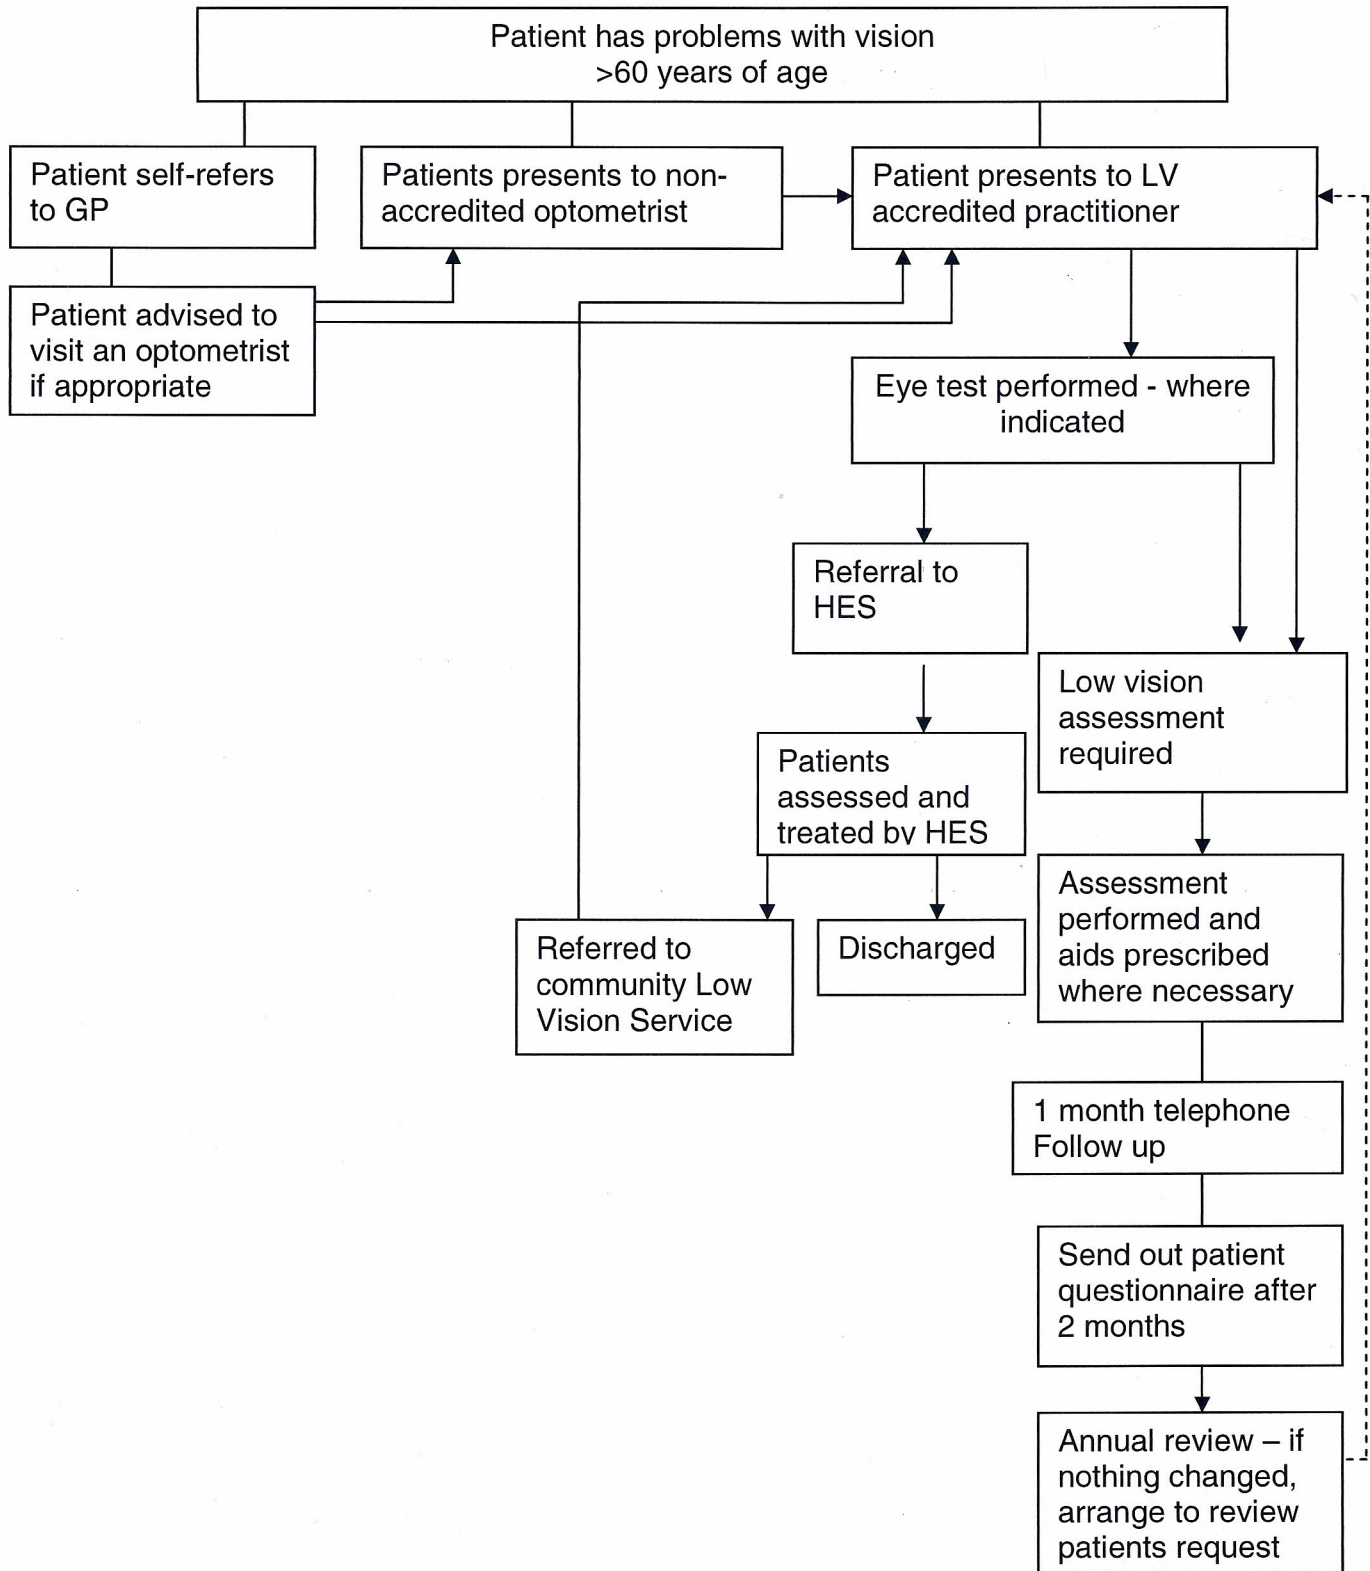 Patient has problems with vision
>60 years of age
Patient self-refers
to GP
Patients presents to non-
accredited optometrist
Patient presents to LV
accredited practitioner
Patient advised to
visit an optometrist
if appropriate
Eye test performed - where
indicated
Referral to
HES
Low vision
assessment
required
Patients
assessed and
treated by HES
Assessment
performed and
aids prescribed
where necessary
Referred to
community Low
Vision Service
Discharged
1 month telephone
Follow up
Send out patient
questionnaire after
2 months
Annual review – if
nothing changed,
arrange to review
patients request